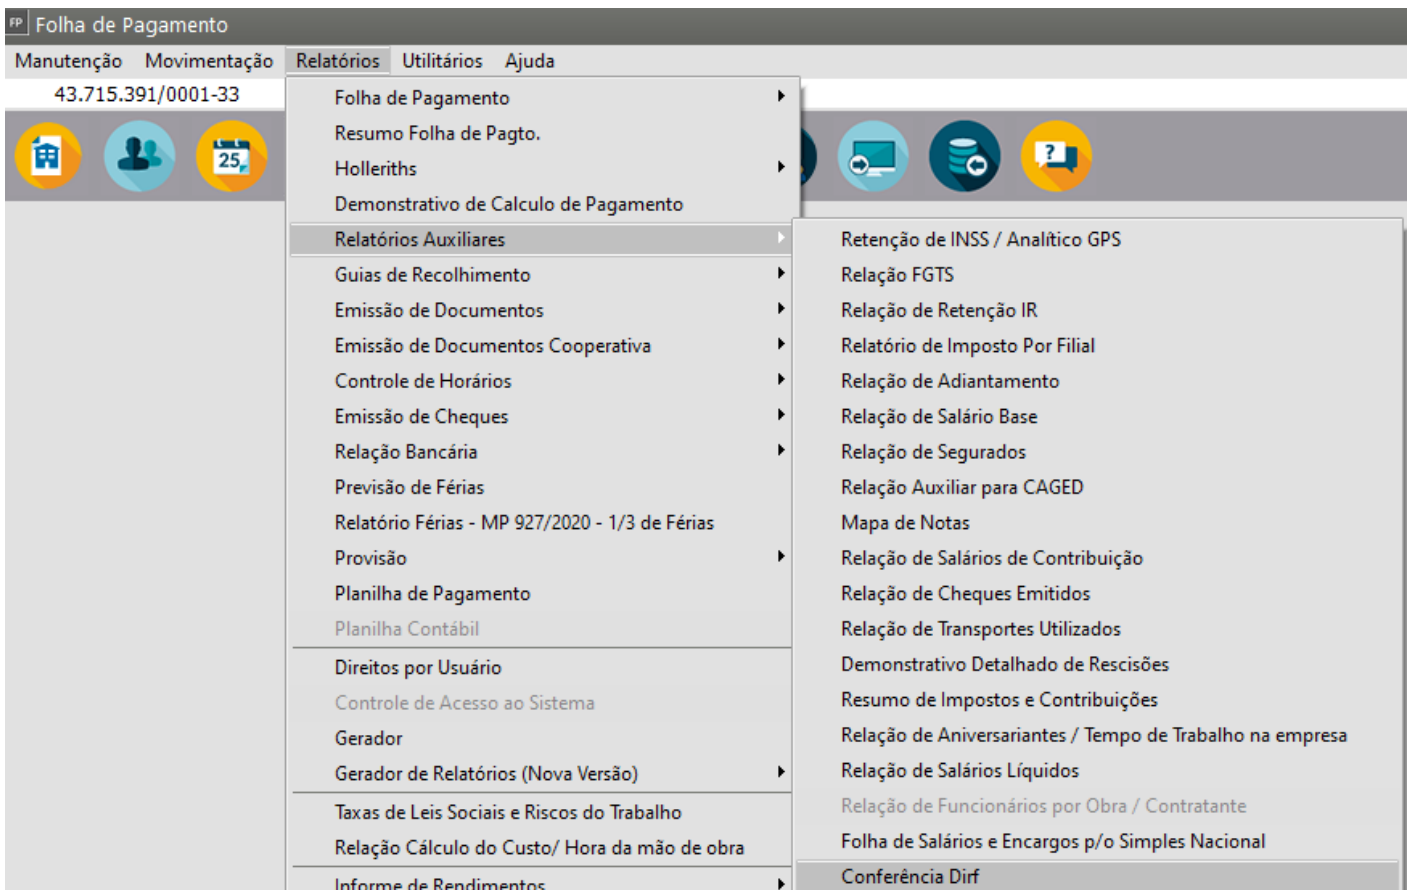 FP Folha de Pagamento
Manutenção Movimentação Relatórios Utilitários Ajuda
43.715.391/0001-33
25
?
Folha de Pagamento
Resumo Folha de Pagto.
Holleriths
Demonstrativo de Calculo de Pagamento
Relatórios Auxiliares
Guias de Recolhimento
Emissão de Documentos
Emissão de Documentos Cooperativa
Controle de Horários
Emissão de Cheques
Relação Bancária
Previsão de Férias
Relatório Férias - MP 927/2020 - 1/3 de Férias
Provisão
Planilha de Pagamento
Planilha Contábil
Direitos por Usuário
Controle de Acesso ao Sistema
Gerador
Gerador de Relatórios (Nova Versão)
Taxas de Leis Sociais e Riscos do Trabalho
Relação Cálculo do Custo/ Hora da mão de obra
Informe de Rendimentos
Retenção de INSS / Analítico GPS
Relação FGTS
Relação de Retenção IR
Relatório de Imposto Por Filial
Relação de Adiantamento
Relação de Salário Base
Relação de Segurados
Relação Auxiliar para CAGED
Mapa de Notas
Relação de Salários de Contribuição
Relação de Cheques Emitidos
Relação de Transportes Utilizados
Demonstrativo Detalhado de Rescisões
Resumo de Impostos e Contribuições
Relação de Aniversariantes / Tempo de Trabalho na empresa
Relação de Salários Líquidos
Relação de Funcionários por Obra / Contratante
Folha de Salários e Encargos p/o Simples Nacional
Conferência Dirf